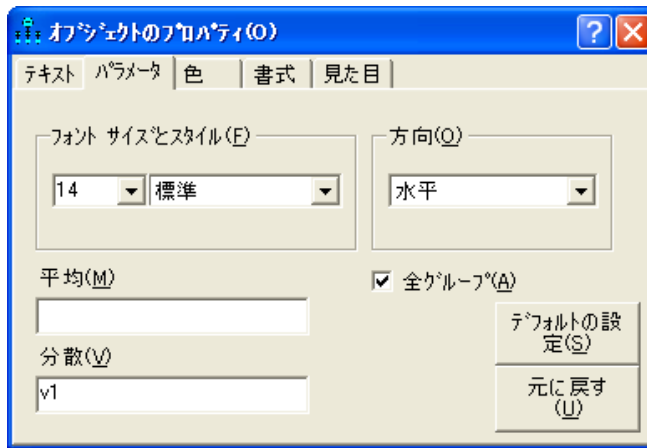 ｵﾌﾞｼﾞｪｸﾄのﾌﾟﾛﾊﾟﾃｨ(O)
テキスト ﾊﾟﾗﾒｰﾀ 色 書式 見た目
ﾌｫﾝﾄ ｻｲｽﾞとｽﾀｲﾙ(F) 方向(O)
14 標準 水平
平均(M) 全ｸﾞﾙｰﾌﾟ(A)
分散(V)
v1
ﾃﾞﾌｫﾙﾄの設
定(S)
元に戻す
(U)